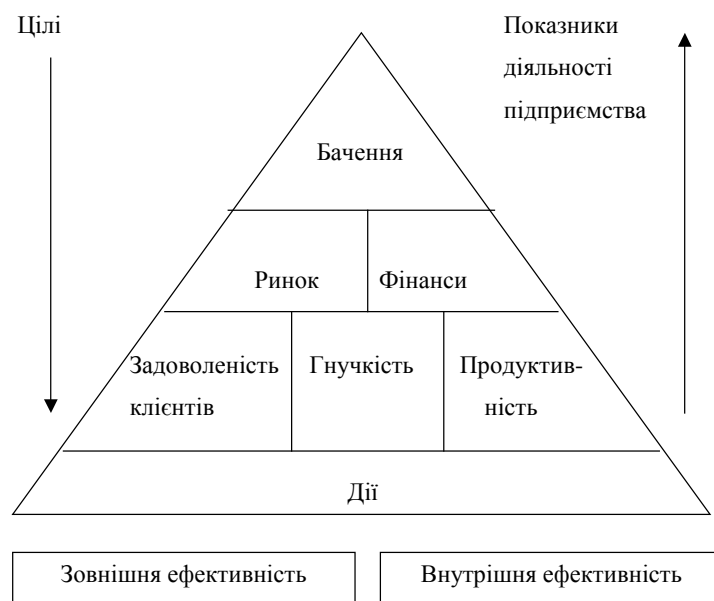 Цілі
Показники
діяльності
підприємства
Бачення
Ринок
Фінанси
Задоволеність
клієнтів
Гнучкість
Продуктив-
ність
Дії
Зовнішня ефективність
Внутрішня ефективність